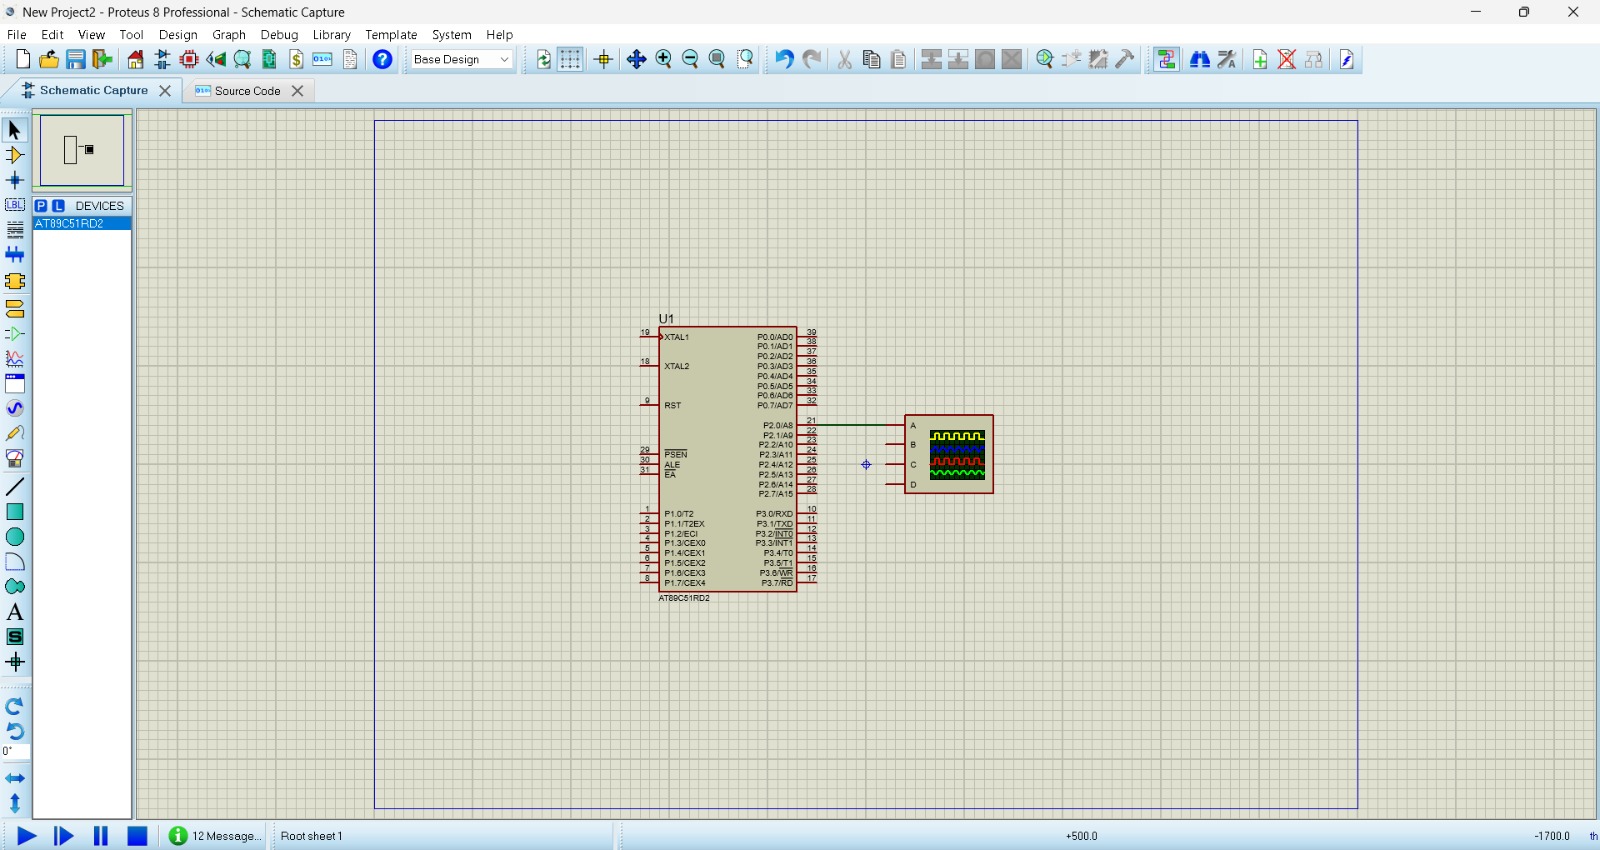 New Project2 - Proteus 8 Professional - Schematic Capture
File Edit View Tool Design Graph Debug Library Template System Help
Base Design
Schematic Capture
Source Code
P L DEVICES
AT89C51RD2
LBL
A
S
0°
U1
19 XTAL1
18 XTAL2
9 RST
29 PSEN
30 ALE
31 EA
1 P1.0/T2
2 P1.1/T2EX
3 P1.2/ECI
4 P1.3/CEX0
5 P1.4/CEX1
6 P1.5/CEX2
7 P1.6/CEX3
8 P1.7/CEX4
P0.0/AD0 39
P0.1/AD1 38
P0.2/AD2 37
P0.3/AD3 36
P0.4/AD4 35
P0.5/AD5 34
P0.6/AD6 33
P0.7/AD7 32
P2.0/A8 21
P2.1/A9 22
P2.2/A10 23
P2.3/A11 24
P2.4/A12 25
P2.5/A13 26
P2.6/A14 27
P2.7/A15 28
P3.0/RXD 10
P3.1/TXD 11
P3.2/INT0 12
P3.3/INT1 13
P3.4/T0 14
P3.5/T1 15
P3.6/WR 16
P3.7/RD 17
AT89C51RD2
A
B
C
D
12 Message...
Root sheet 1
+500.0
-1700.0
th